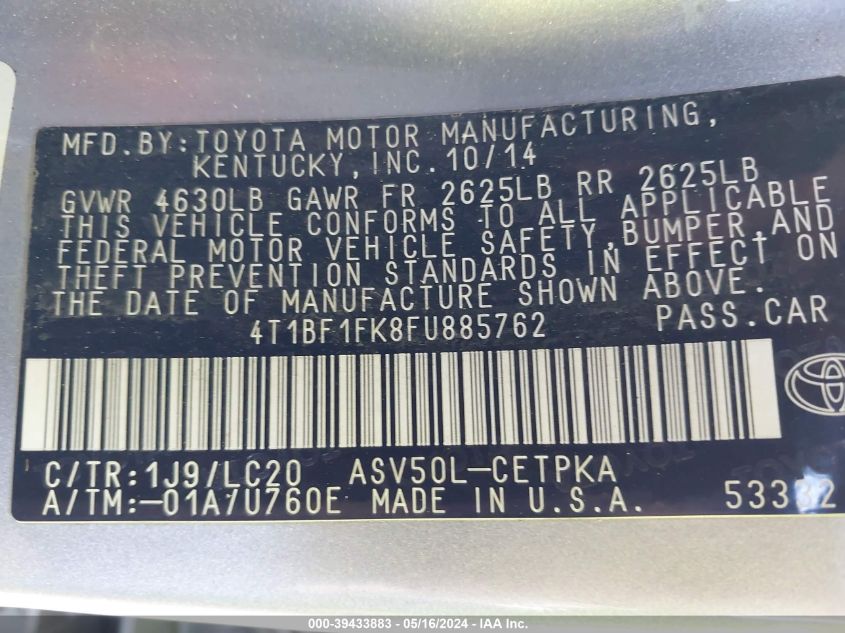 MFD.BY:TOYOTA MOTOR MANUFACTURING,
KENTUCKY,INC.10/14
GVWR 4630LB GAWR FR 2625LB RR 2625LB
THIS VEHICLE CONFORMS TO ALL APPLICABLE
FEDERAL MOTOR VEHICLE SAFETY,BUMPER,AND
THEFT PREVENTION STANDARDS IN EFFECT ON
THE DATE OF MANUFACTURE SHOWN ABOVE.
4T1BF1FK8FU885762 PASS.CAR
C/TR:1J9/LC20 ASV50L-CETPKA
A/TM:-01A/U760E MADE IN U.S.A.
000-39433883 - 05/16/2024 - IAA Inc.